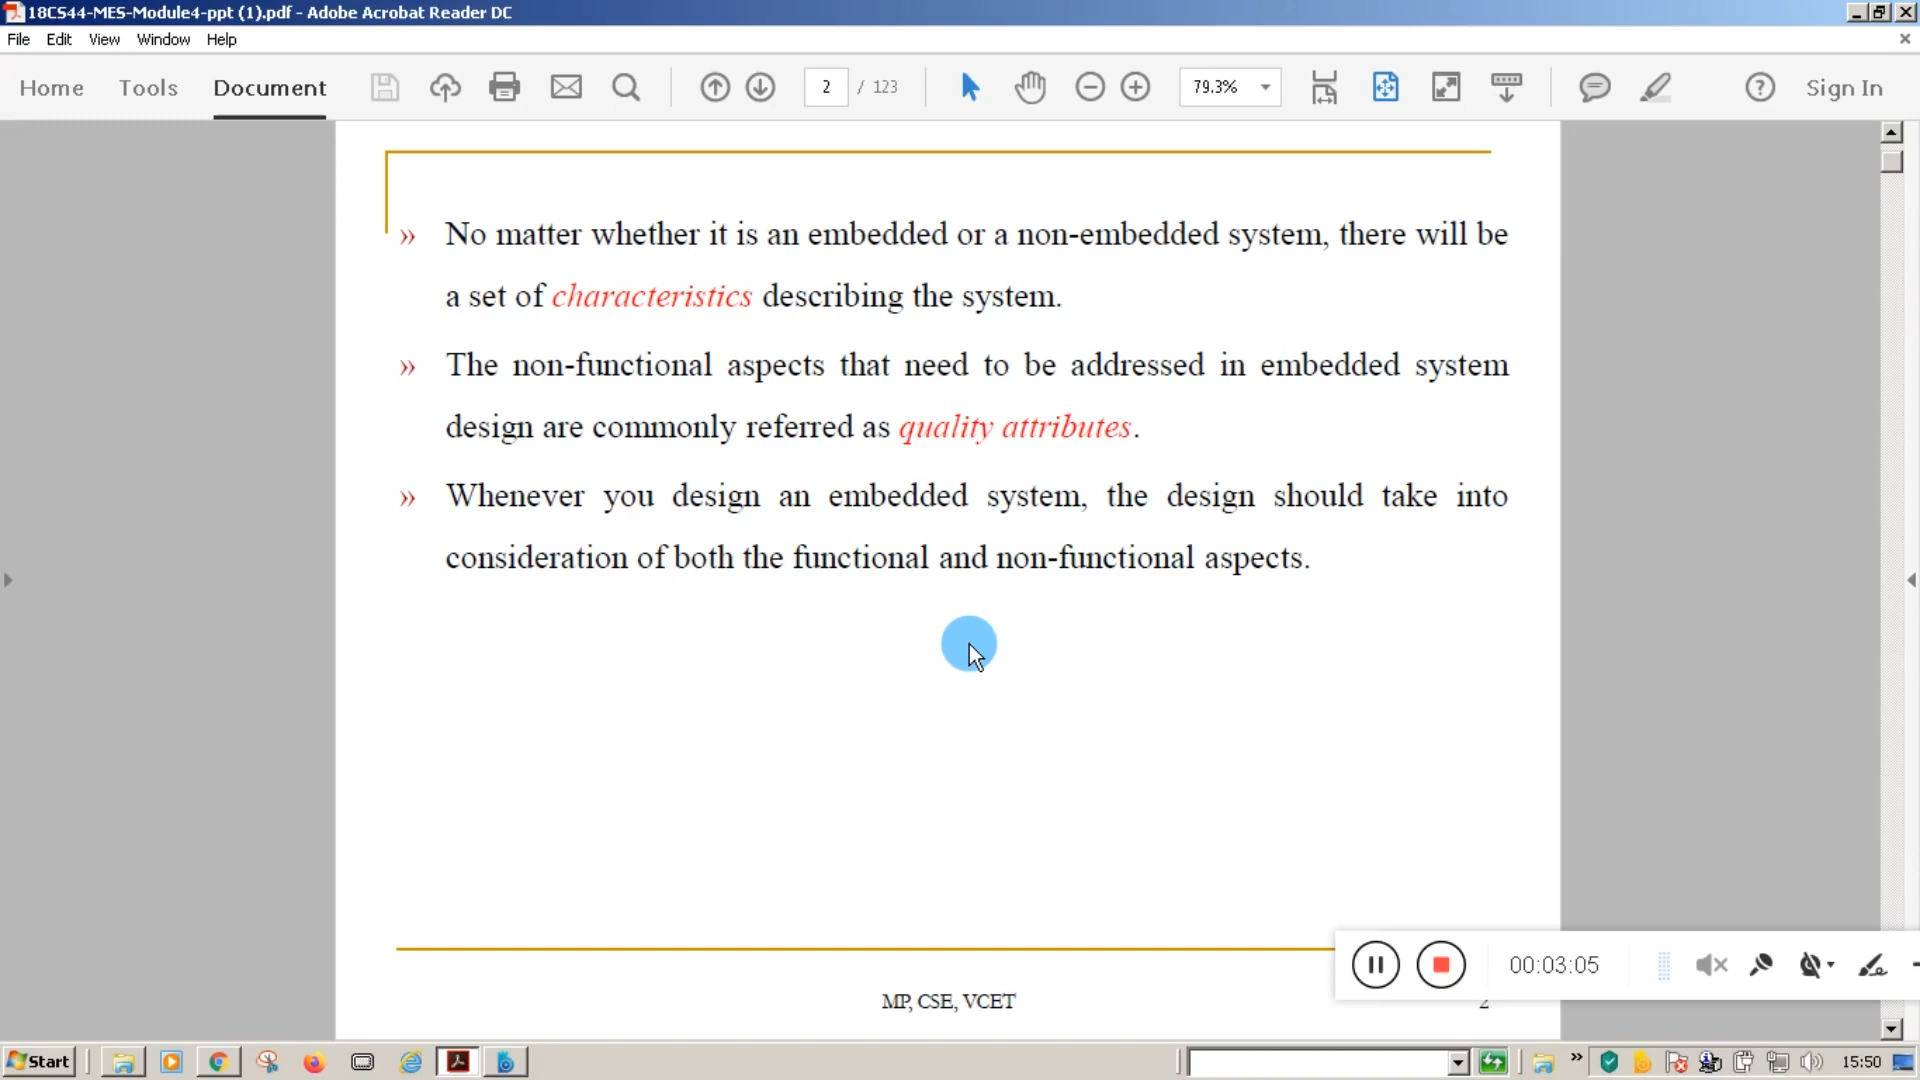 18CS44-MES-Module4-ppt (1).pdf - Adobe Acrobat Reader DC
File Edit View Window Help
Home Tools Document 2 / 123 79.3% Sign In
» No matter whether it is an embedded or a non-embedded system, there will be
a set of characteristics describing the system.
» The non-functional aspects that need to be addressed in embedded system
design are commonly referred as quality attributes.
» Whenever you design an embedded system, the design should take into
consideration of both the functional and non-functional aspects.
00:03:05
MP, CSE, VCET 2
Start 15:50